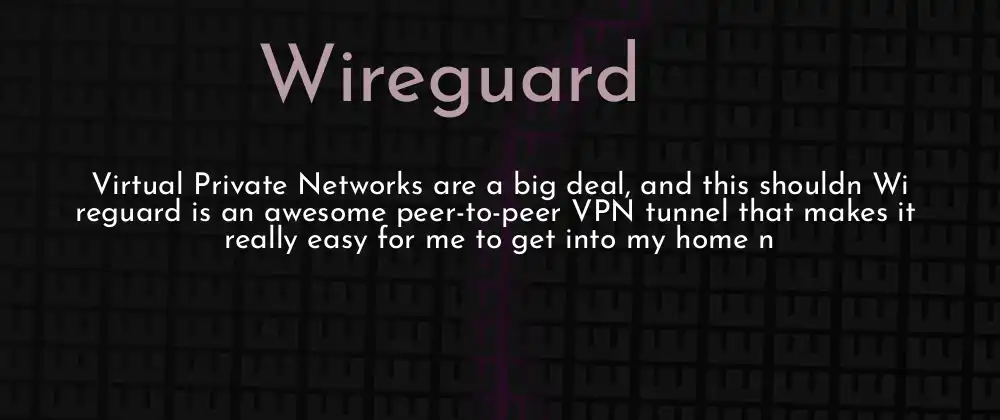 Wireguard
Virtual Private Networks are a big deal, and this shouldn Wi
reguard is an awesome peer-to-peer VPN tunnel that makes it
really easy for me to get into my home n